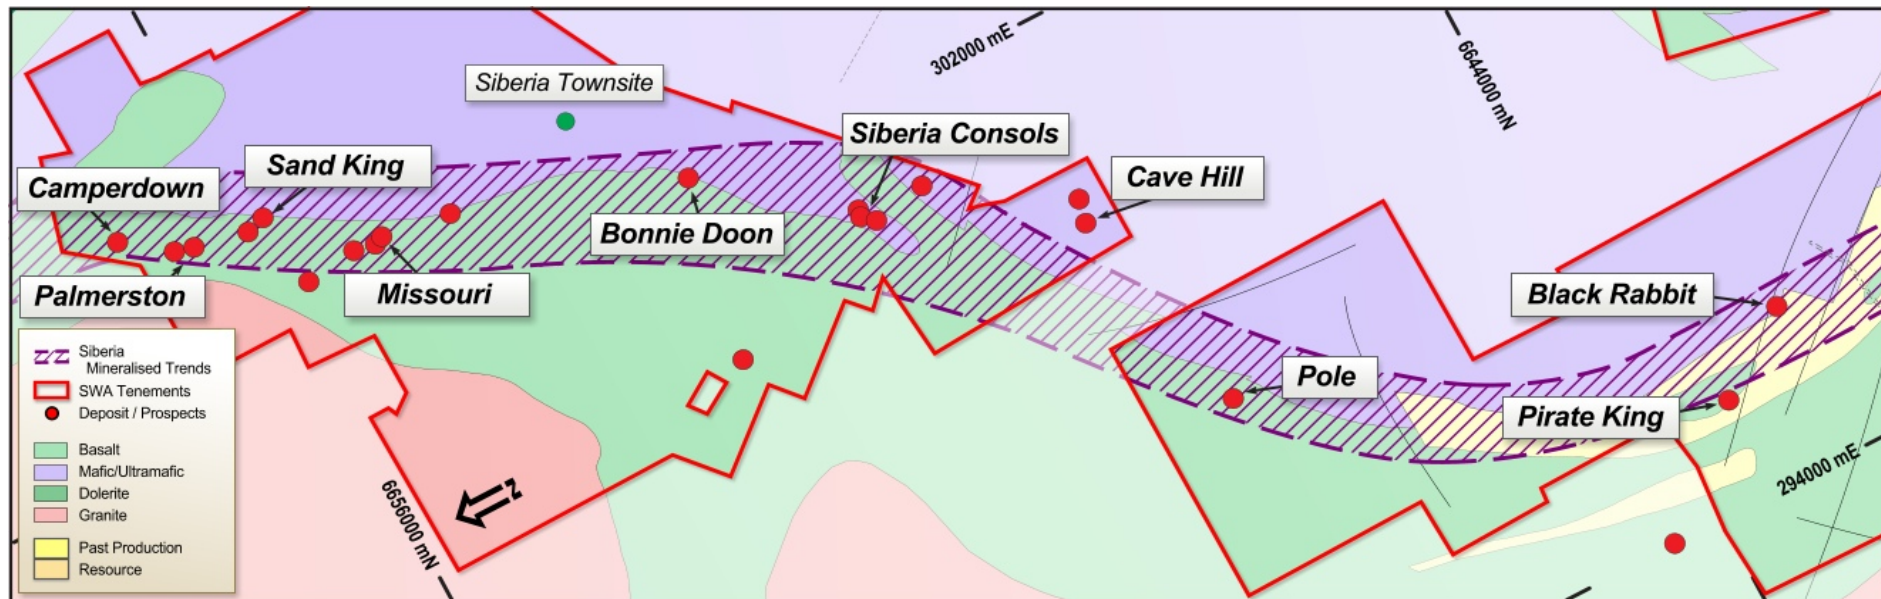 302000 mE
6644000 mN
Siberia Townsite
Siberia Consols
Sand King
Cave Hill
Camperdown
Bonnie Doon
Palmerston
Missouri
Black Rabbit
Pole
Pirate King
Siberia
Mineralised Trends
SWA Tenements
Deposit / Prospects
Basalt
Mafic/Ultramafic
Dolerite
Granite
Past Production
Resource
6656000 mN
N
294000 mE